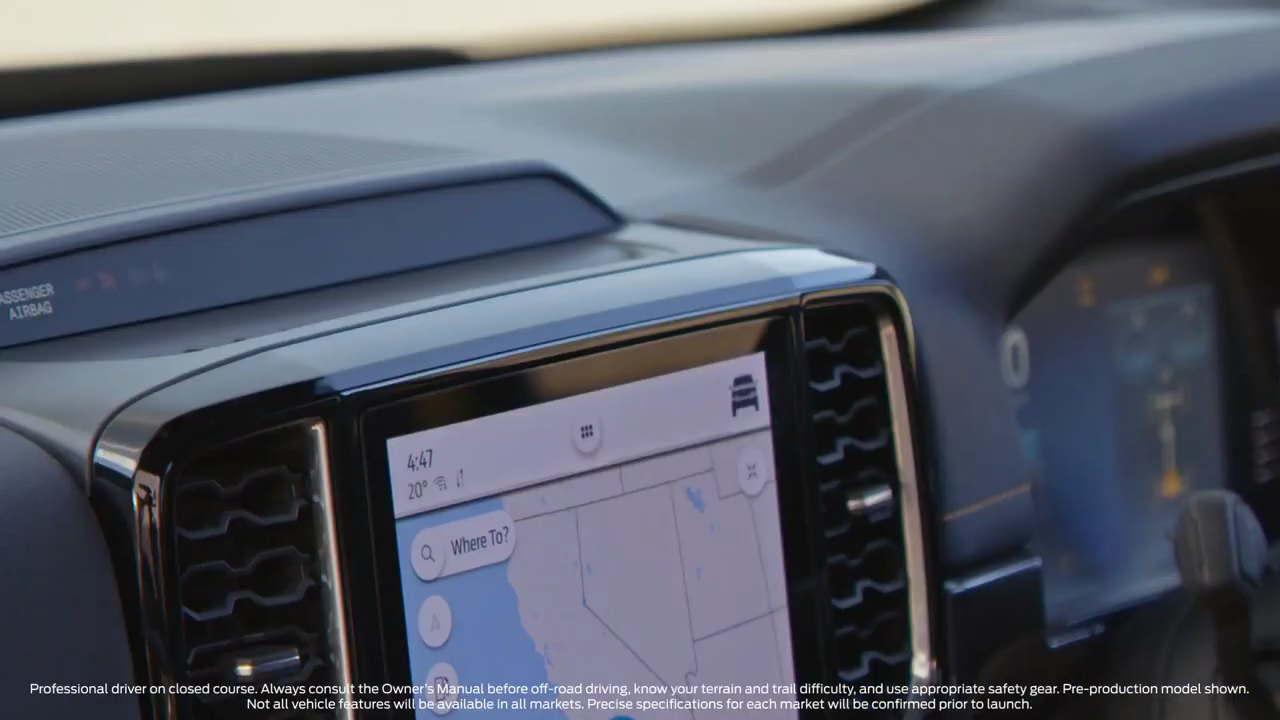 PASSENGER
AIRBAG
0
4:47
20°
Where To?
Professional driver on closed course. Always consult the Owner's Manual before off-road driving, know your terrain and trail difficulty, and use appropriate safety gear. Pre-production model shown.
Not all vehicle features will be available in all markets. Precise specifications for each market will be confirmed prior to launch.